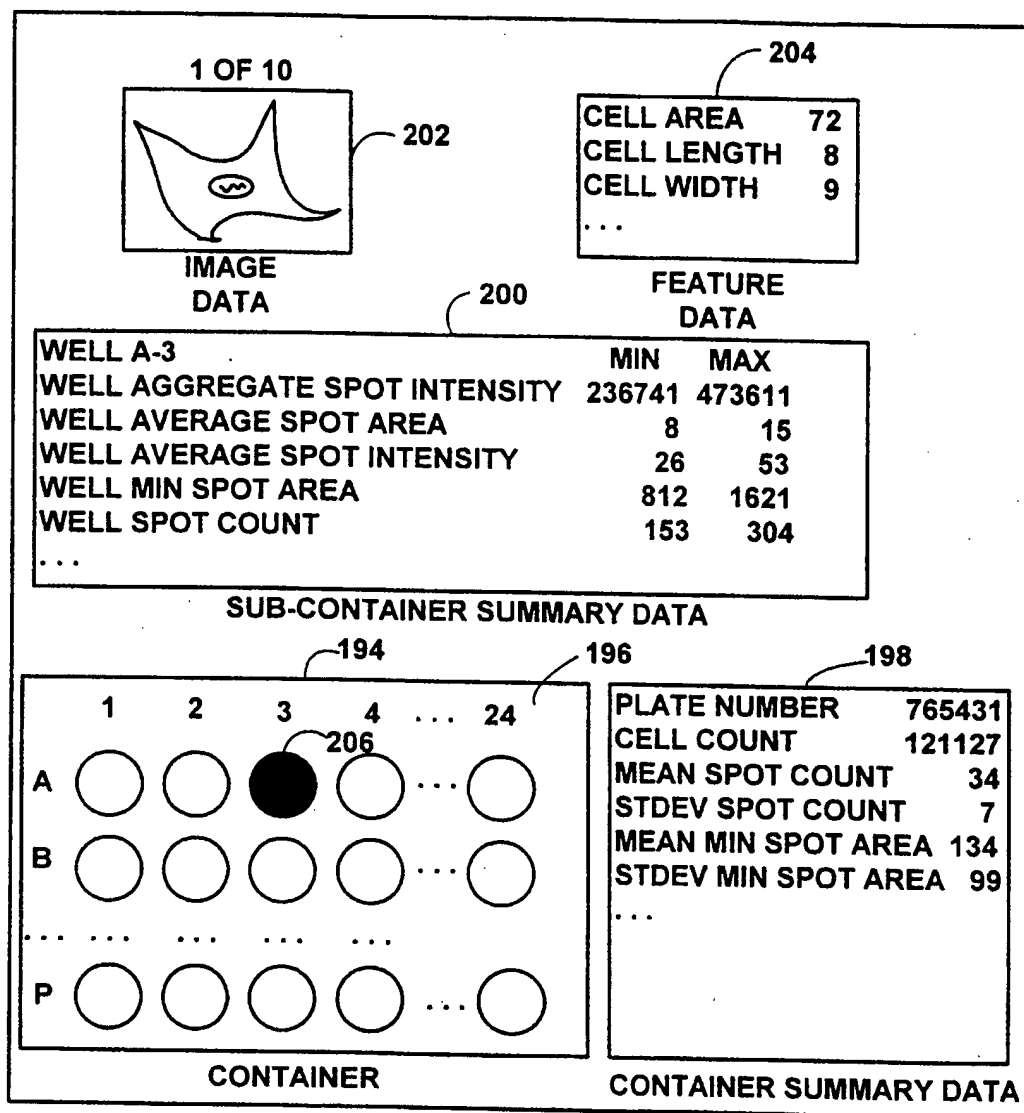 1 OF 10
202
IMAGE
DATA
204
CELL AREA 72
CELL LENGTH 8
CELL WIDTH 9
. . .
FEATURE
DATA
200
WELL A-3 MIN MAX
WELL AGGREGATE SPOT INTENSITY 236741 473611
WELL AVERAGE SPOT AREA 8 15
WELL AVERAGE SPOT INTENSITY 26 53
WELL MIN SPOT AREA 812 1621
WELL SPOT COUNT 153 304
. . .
SUB-CONTAINER SUMMARY DATA
194
196
1 2 3 4 ... 24
206
A ...
B ...
... ... ... ... ...
P ...
CONTAINER
198
PLATE NUMBER 765431
CELL COUNT 121127
MEAN SPOT COUNT 34
STDEV SPOT COUNT 7
MEAN MIN SPOT AREA 134
STDEV MIN SPOT AREA 99
. . .
CONTAINER SUMMARY DATA